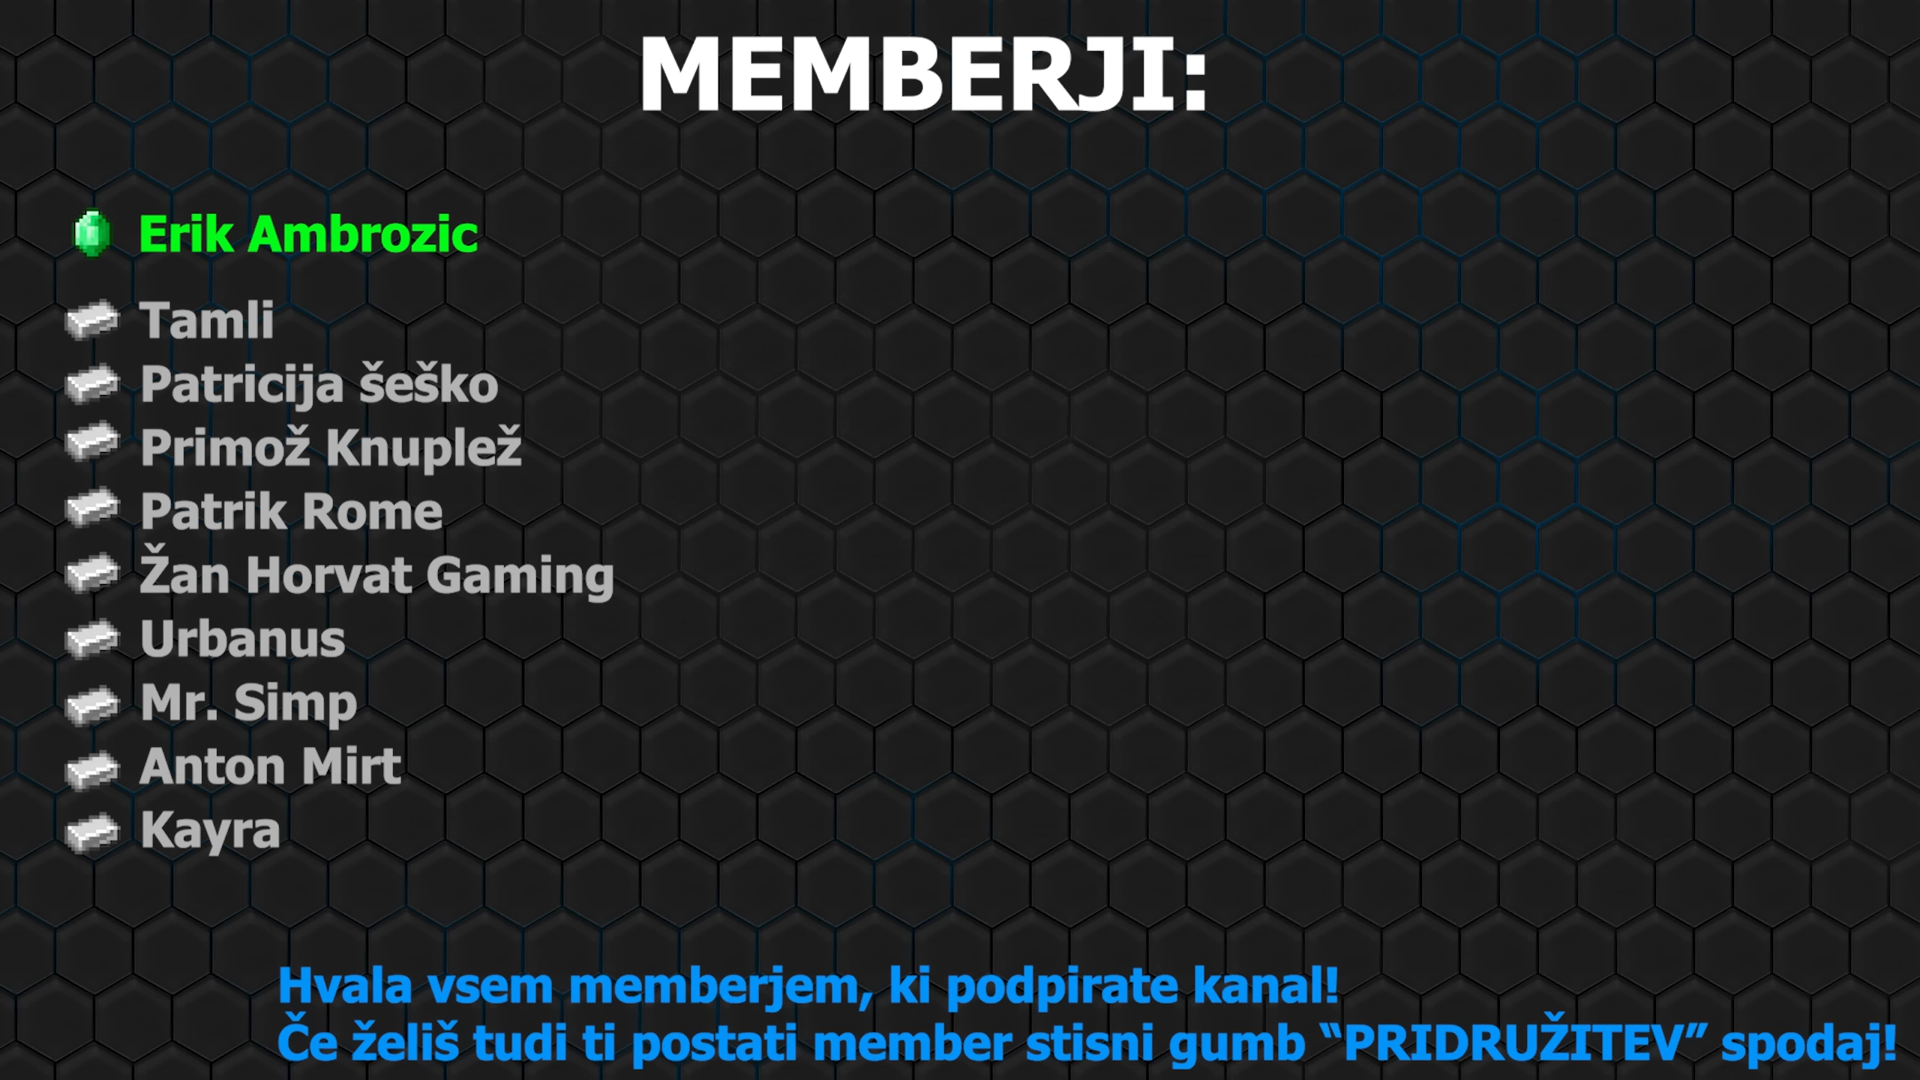 MEMBERJI:
Erik Ambrozic
Tamli
Patricija šeško
Primož Knuplež
Patrik Rome
Žan Horvat Gaming
Urbanus
Mr. Simp
Anton Mirt
Kayra
Hvala vsem memberjem, ki podpirate kanal!
Če želiš tudi ti postati member stisni gumb “PRIDRUŽITEV” spodaj!